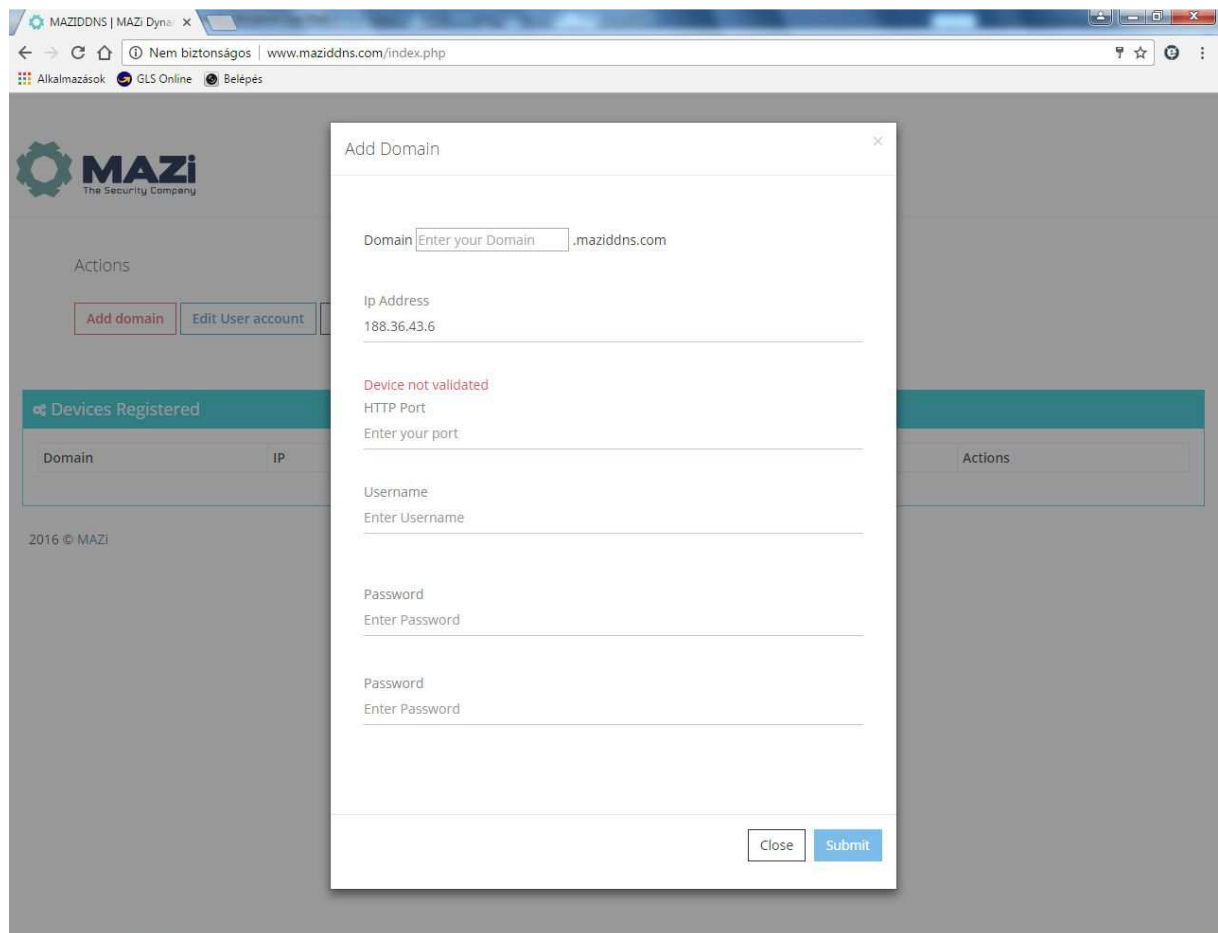 MAZIDDNS | MAZi Dyna
Nem biztonságos | www.maziddns.com/index.php
Alkalmazások GLS Online Belépés
MAZi
The Security Company
Actions
Add domain Edit User account
Devices Registered
Domain IP Actions
2016 © MAZi
Add Domain ×
Domain Enter your Domain .maziddns.com
Ip Address
188.36.43.6
Device not validated
HTTP Port
Enter your port
Username
Enter Username
Password
Enter Password
Password
Enter Password
Close Submit